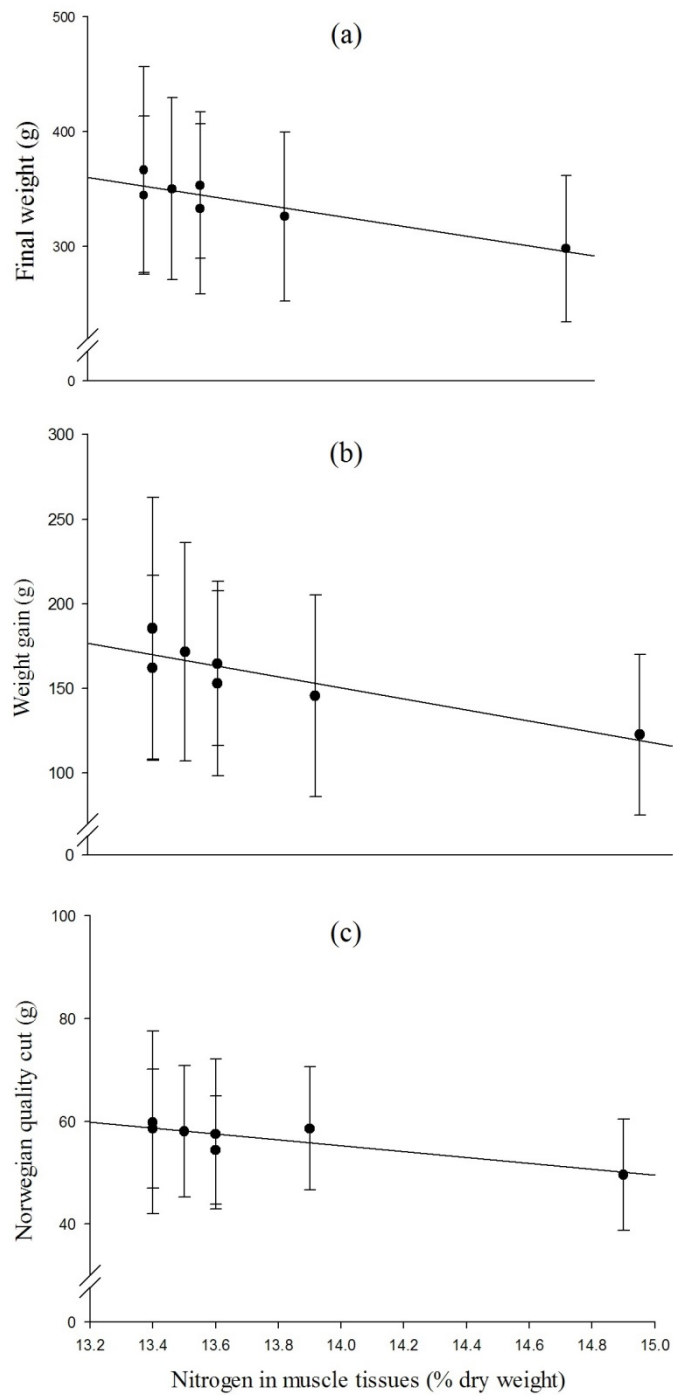 (a)
Final weight (g)
500
400
300
0
(b)
Weight gain (g)
300
250
200
150
100
0
(c)
Norwegian quality cut (g)
100
80
60
40
0
13.2 13.4 13.6 13.8 14.0 14.2 14.4 14.6 14.8 15.0
Nitrogen in muscle tissues (% dry weight)